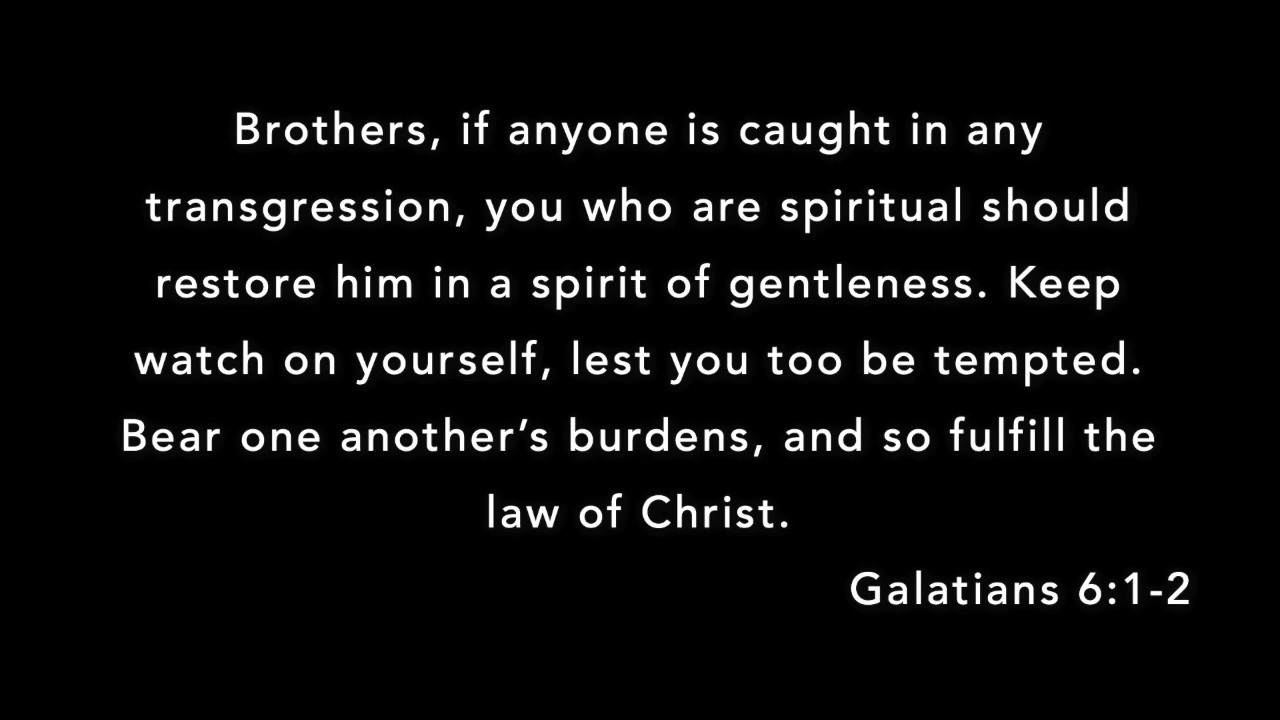 Brothers, if anyone is caught in any
transgression, you who are spiritual should
restore him in a spirit of gentleness. Keep
watch on yourself, lest you too be tempted.
Bear one another’s burdens, and so fulfill the
law of Christ.
Galatians 6:1-2